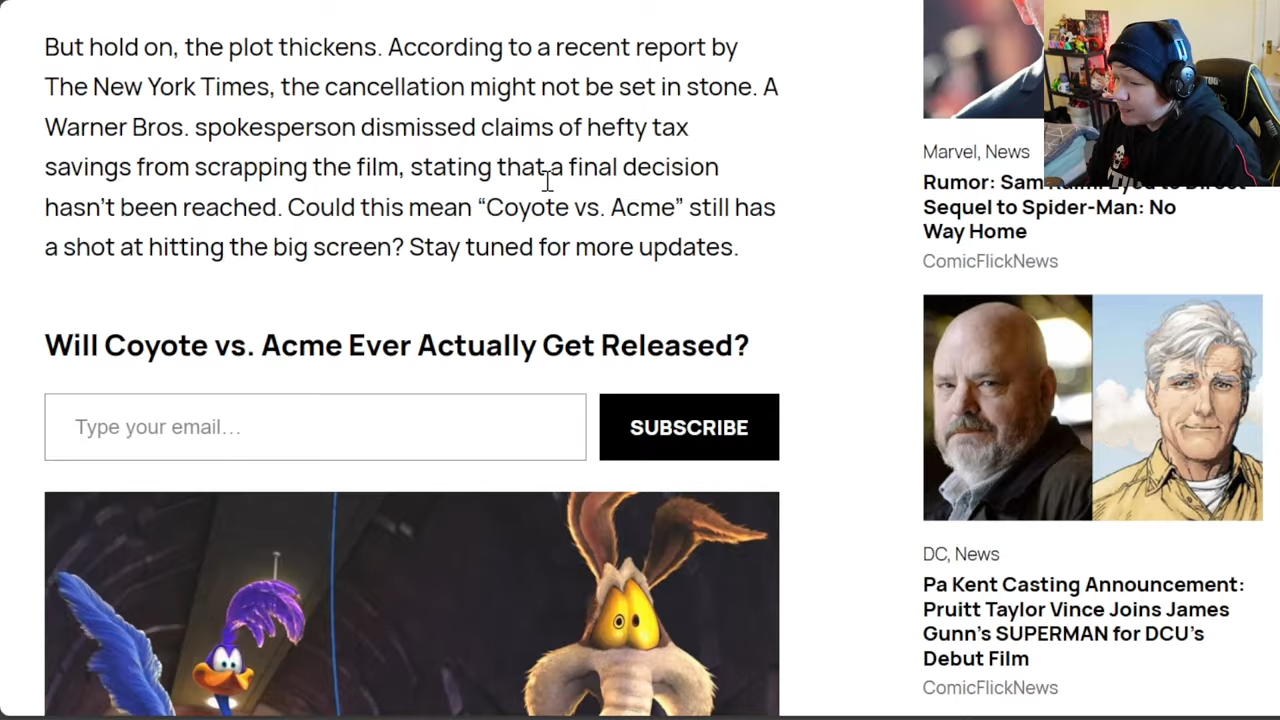 But hold on, the plot thickens. According to a recent report by
The New York Times, the cancellation might not be set in stone. A
Warner Bros. spokesperson dismissed claims of hefty tax
savings from scrapping the film, stating that a final decision
hasn’t been reached. Could this mean “Coyote vs. Acme” still has
a shot at hitting the big screen? Stay tuned for more updates.
Will Coyote vs. Acme Ever Actually Get Released?
Type your email…
SUBSCRIBE
Marvel, News
Rumor: Sam to Direct
Sequel to Spider-Man: No
Way Home
ComicFlickNews
DC, News
Pa Kent Casting Announcement:
Pruitt Taylor Vince Joins James
Gunn’s SUPERMAN for DCU’s
Debut Film
ComicFlickNews